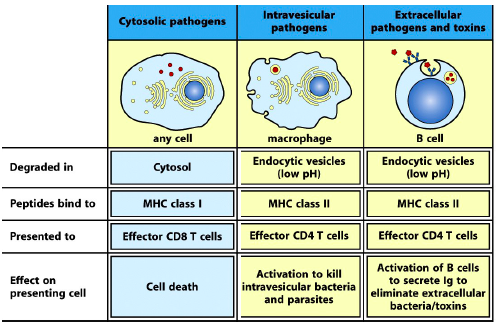 Cytosolic pathogens
Intravesicular
pathogens
Extracellular
pathogens and toxins
any cell
macrophage
B cell
Degraded in
Cytosol
Endocytic vesicles
(low pH)
Endocytic vesicles
(low pH)
Peptides bind to
MHC class I
MHC class II
MHC class II
Presented to
Effector CD8 T cells
Effector CD4 T cells
Effector CD4 T cells
Effect on
presenting cell
Cell death
Activation to kill
intravesicular bacteria
and parasites
Activation of B cells
to secrete Ig to
eliminate extracellular
bacteria/toxins